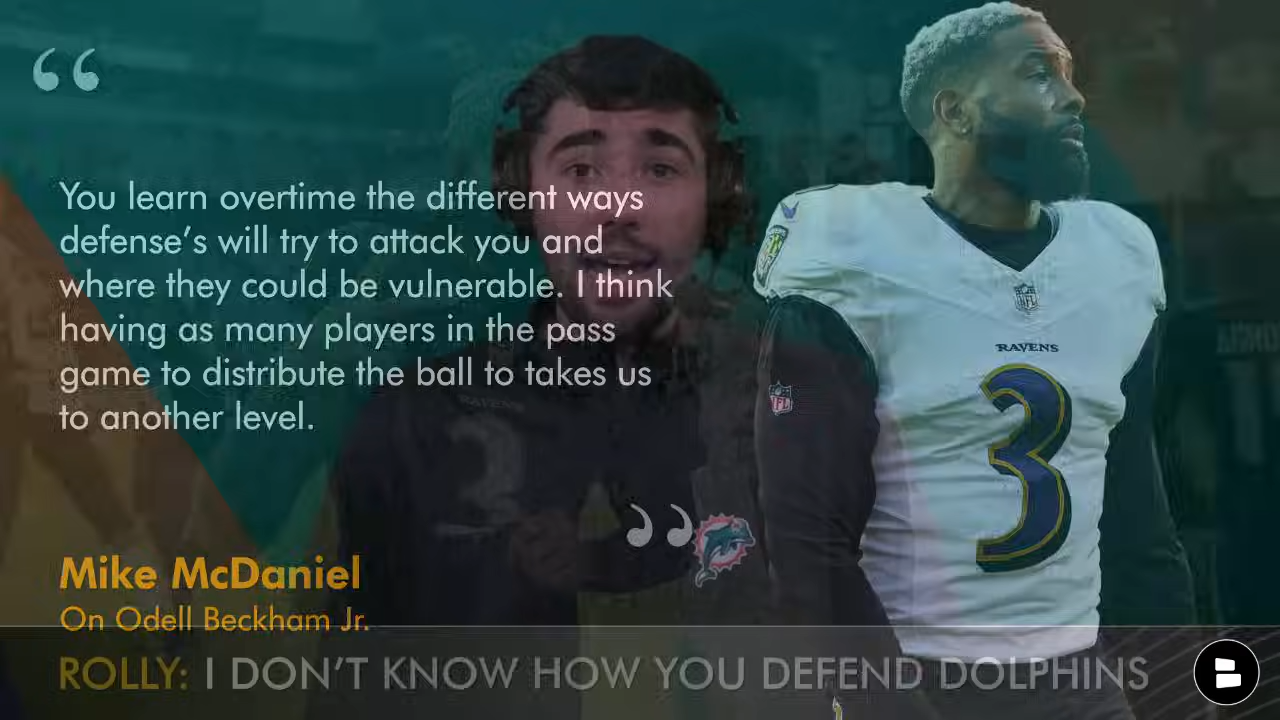 “
You learn overtime the different ways
defense’s will try to attack you and
where they could be vulnerable. I think
having as many players in the pass
game to distribute the ball to takes us
to another level.
”
Mike McDaniel
On Odell Beckham Jr.
ROLLY: I DON’T KNOW HOW YOU DEFEND DOLPHINS
RAVENS
3
NFL